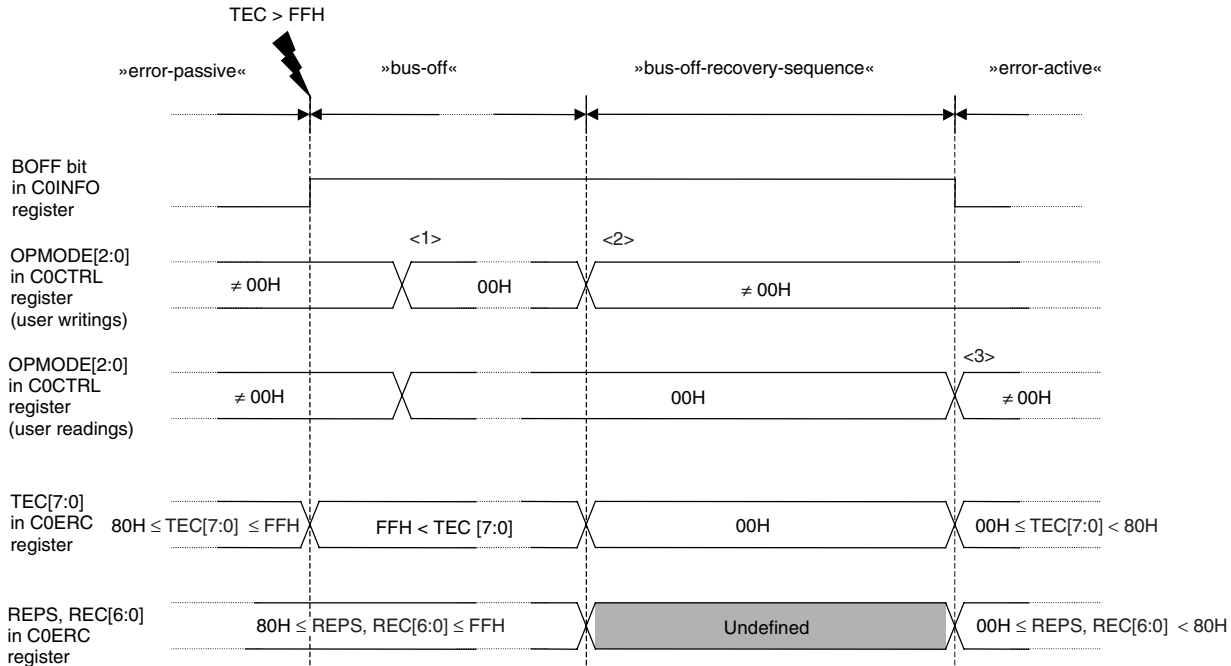 TEC > FFH
»error-passive«
»bus-off«
»bus-off-recovery-sequence«
»error-active«
BOFF bit
in C0INFO
register
<1>
<2>
OPMODE[2:0]
in C0CTRL
register
(user writings)
≠ 00H
00H
≠ 00H
<3>
OPMODE[2:0]
in C0CTRL
register
(user readings)
≠ 00H
00H
≠ 00H
TEC[7:0]
in C0ERC
register
80H ≤ TEC[7:0] ≤ FFH
FFH < TEC [7:0]
00H
00H ≤ TEC[7:0] < 80H
REPS, REC[6:0]
in C0ERC
register
80H ≤ REPS, REC[6:0] ≤ FFH
Undefined
00H ≤ REPS, REC[6:0] < 80H